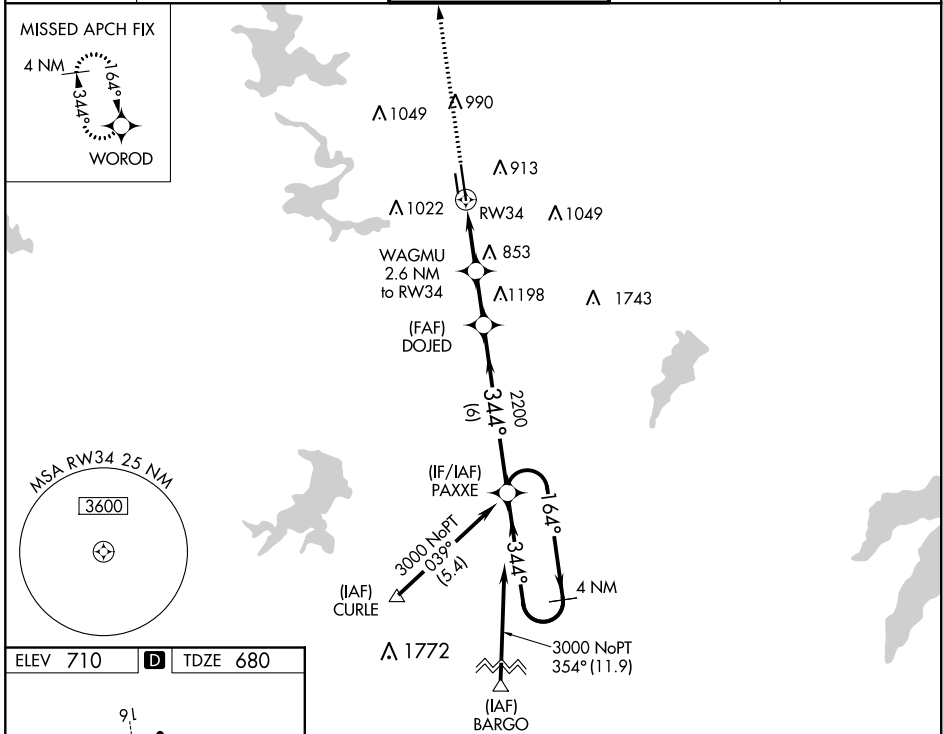 MISSED APCH FIX
4 NM
164°
344°
WOROD
1049
990
913
1022
RW34
1049
WAGMU
2.6 NM
to RW34
853
1198
1743
(FAF)
DOJED
2200
344°
(6)
MSA RW34 25 NM
3600
(IF/IAF)
PAXXE
164°
344°
4 NM
3000 NoPT
039°
(5.4)
(IAF)
CURLE
1772
3000 NoPT
354° (11.9)
(IAF)
BARGO
ELEV 710
D
TDZE 680
16